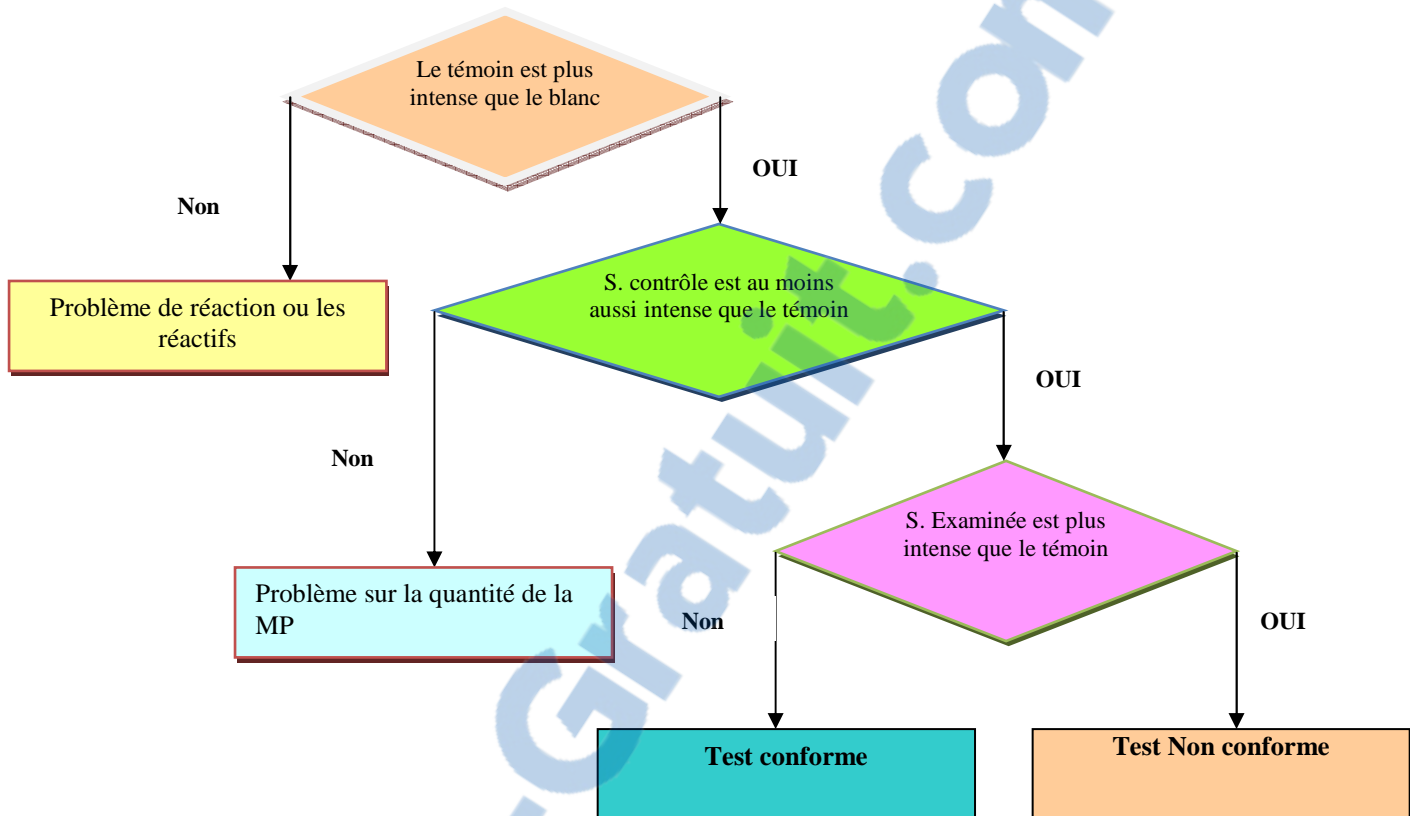 Le témoin est plus
intense que le blanc
OUI
Non
S. contrôle est au moins
aussi intense que le témoin
Problème de réaction ou les
réactifs
OUI
Non
S. Examinée est plus
intense que le témoin
Problème sur la quantité de la
MP
Non
OUI
Test conforme
Test Non conforme
Gratuit.com